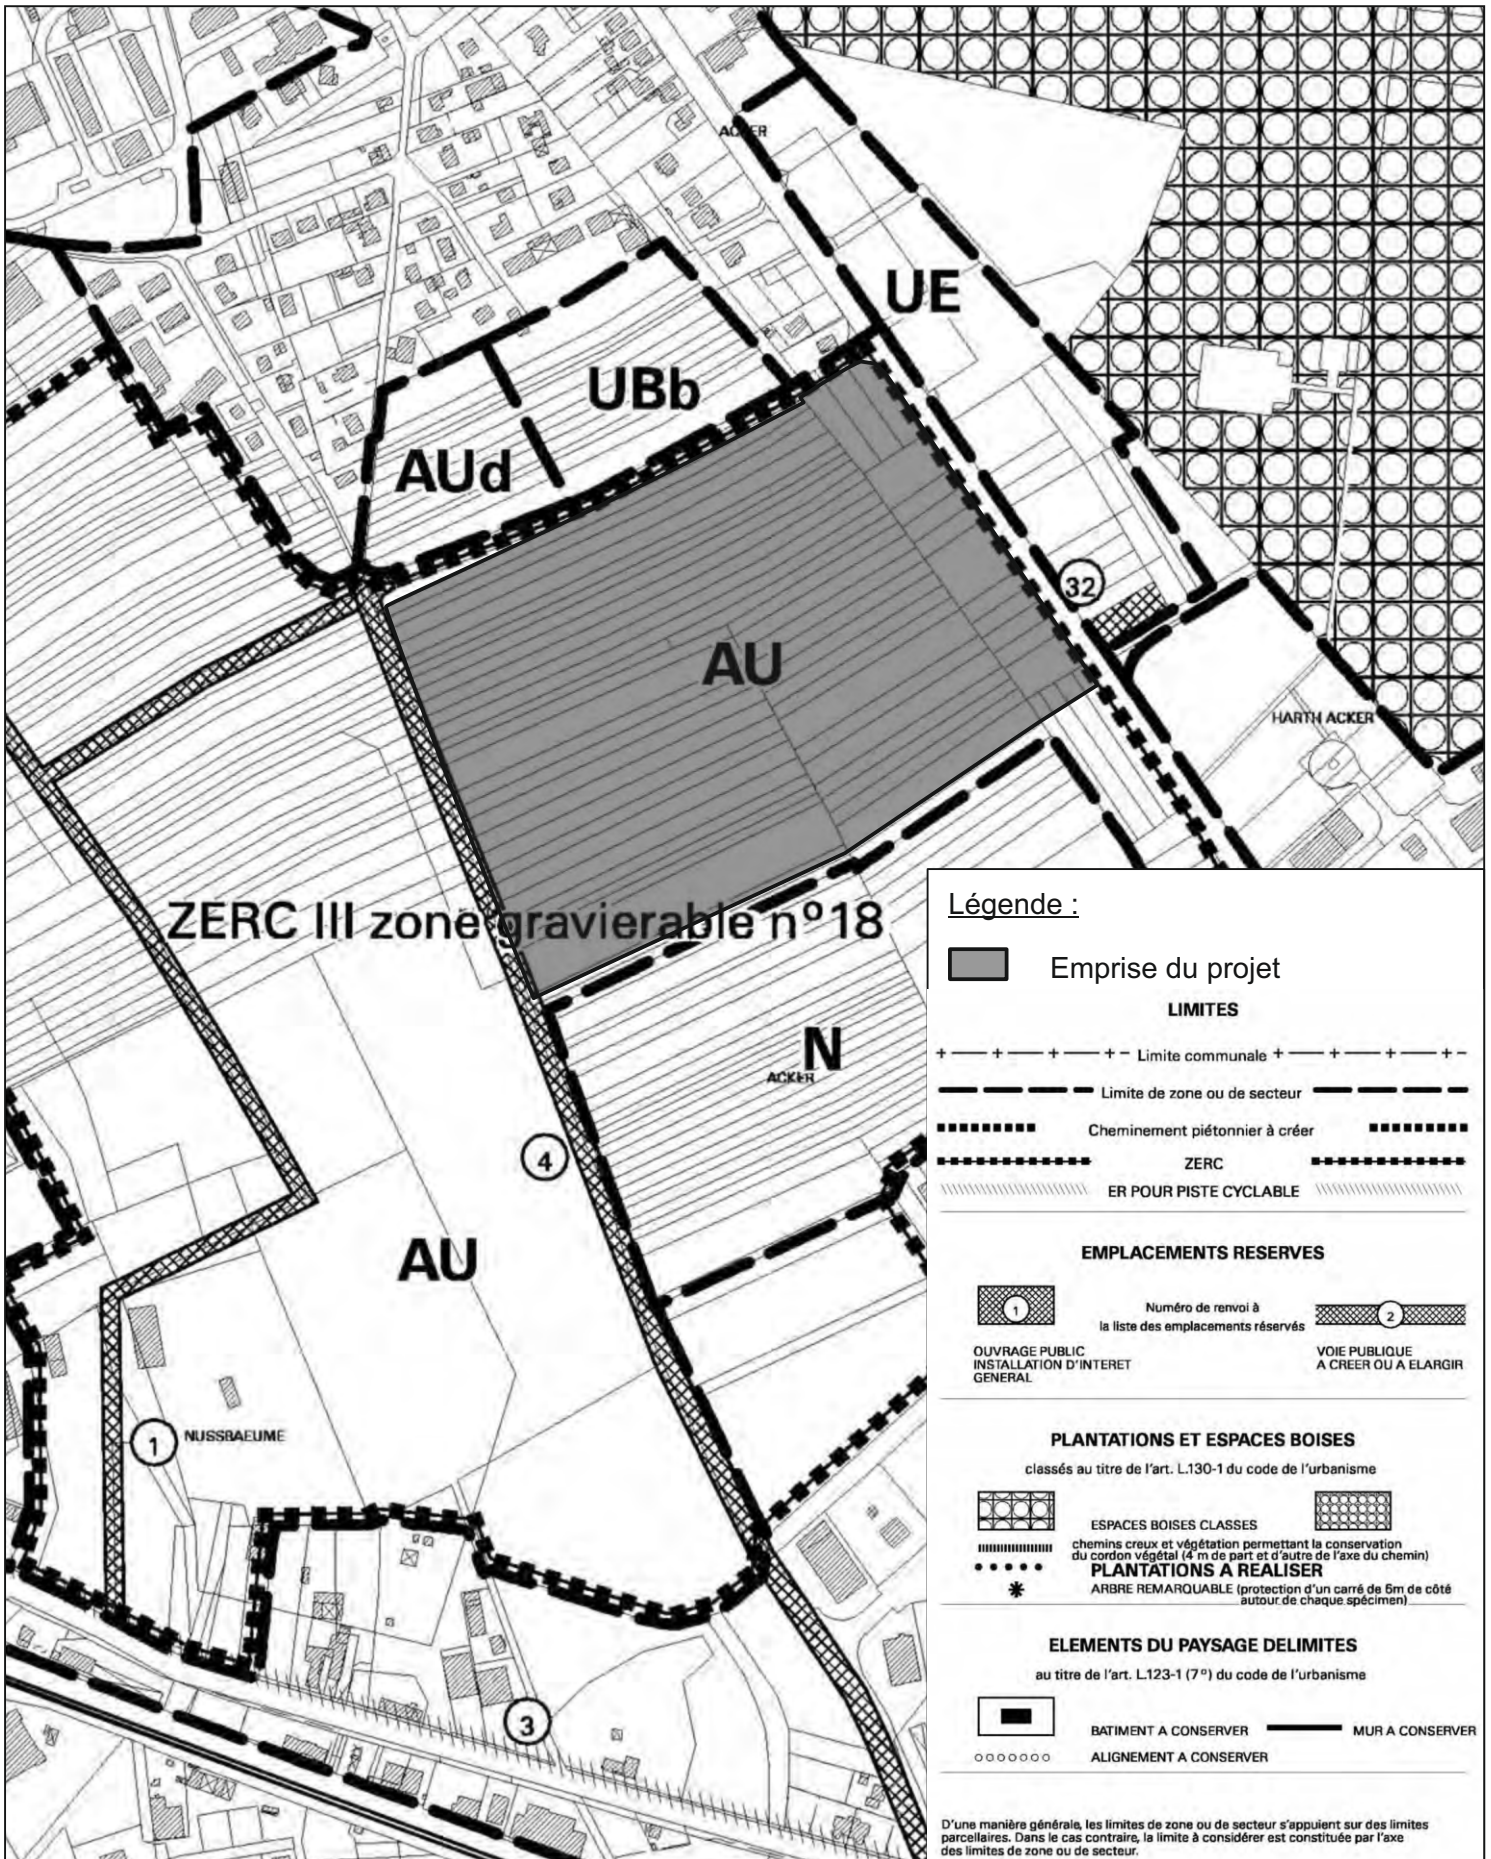 ACKER
UE
UBb
AUd
32
AU
HARTH ACKER
ZERC III zone gravierable n°18
N
ACKER
4
AU
1
NUSSBAEUME
3
Légende :
Emprise du projet
LIMITES
Limite communale
Limite de zone ou de secteur
Cheminement piétonnier à créer
ZERC
ER POUR PISTE CYCLABLE
EMPLACEMENTS RESERVES
1
Numéro de renvoi à
la liste des emplacements réservés
2
OUVRAGE PUBLIC
INSTALLATION D'INTERET
GENERAL
VOIE PUBLIQUE
A CREER OU A ELARGIR
PLANTATIONS ET ESPACES BOISES
classés au titre de l'art. L.130-1 du code de l'urbanisme
ESPACES BOISES CLASSES
chemins creux et végétation permettant la conservation
du cordon végétal (4 m de part et d'autre de l'axe du chemin)
PLANTATIONS A REALISER
ARBRE REMARQUABLE (protection d'un carré de 6m de côté
autour de chaque spécimen)
ELEMENTS DU PAYSAGE DELIMITES
au titre de l'art. L.123-1 (7°) du code de l'urbanisme
BATIMENT A CONSERVER
MUR A CONSERVER
ALIGNEMENT A CONSERVER
D'une manière générale, les limites de zone ou de secteur s'appuient sur des limites
parcellaires. Dans le cas contraire, la limite à considérer est constituée par l'axe
des limites de zone ou de secteur.